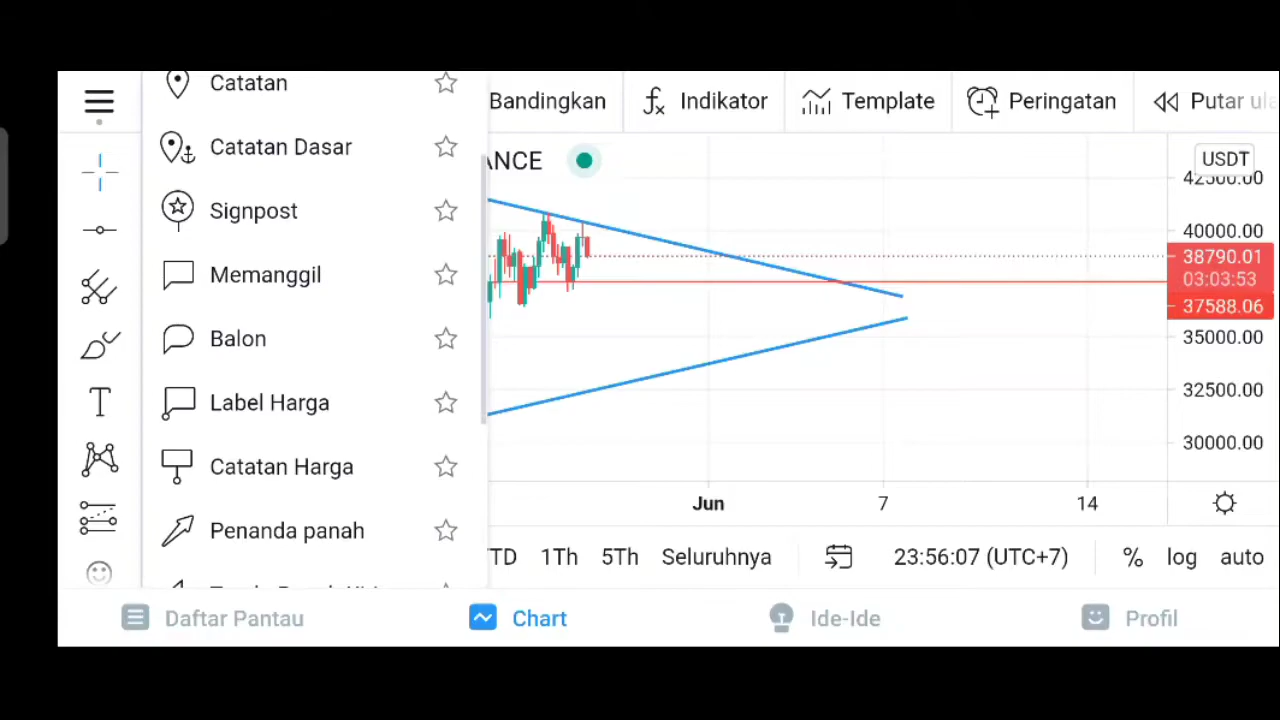 Catatan
Catatan Dasar
Signpost
Memanggil
Balon
Label Harga
Catatan Harga
Penanda panah
Bandingkan
Indikator
Template
Peringatan
Putar
ANCE
USDT
42500.00
40000.00
38790.01
03:03:53
37588.06
35000.00
32500.00
30000.00
Jun 7 14
TD 1Th 5Th Seluruhnya 23:56:07 (UTC+7) % log auto
Daftar Pantau Chart Ide-Ide Profil